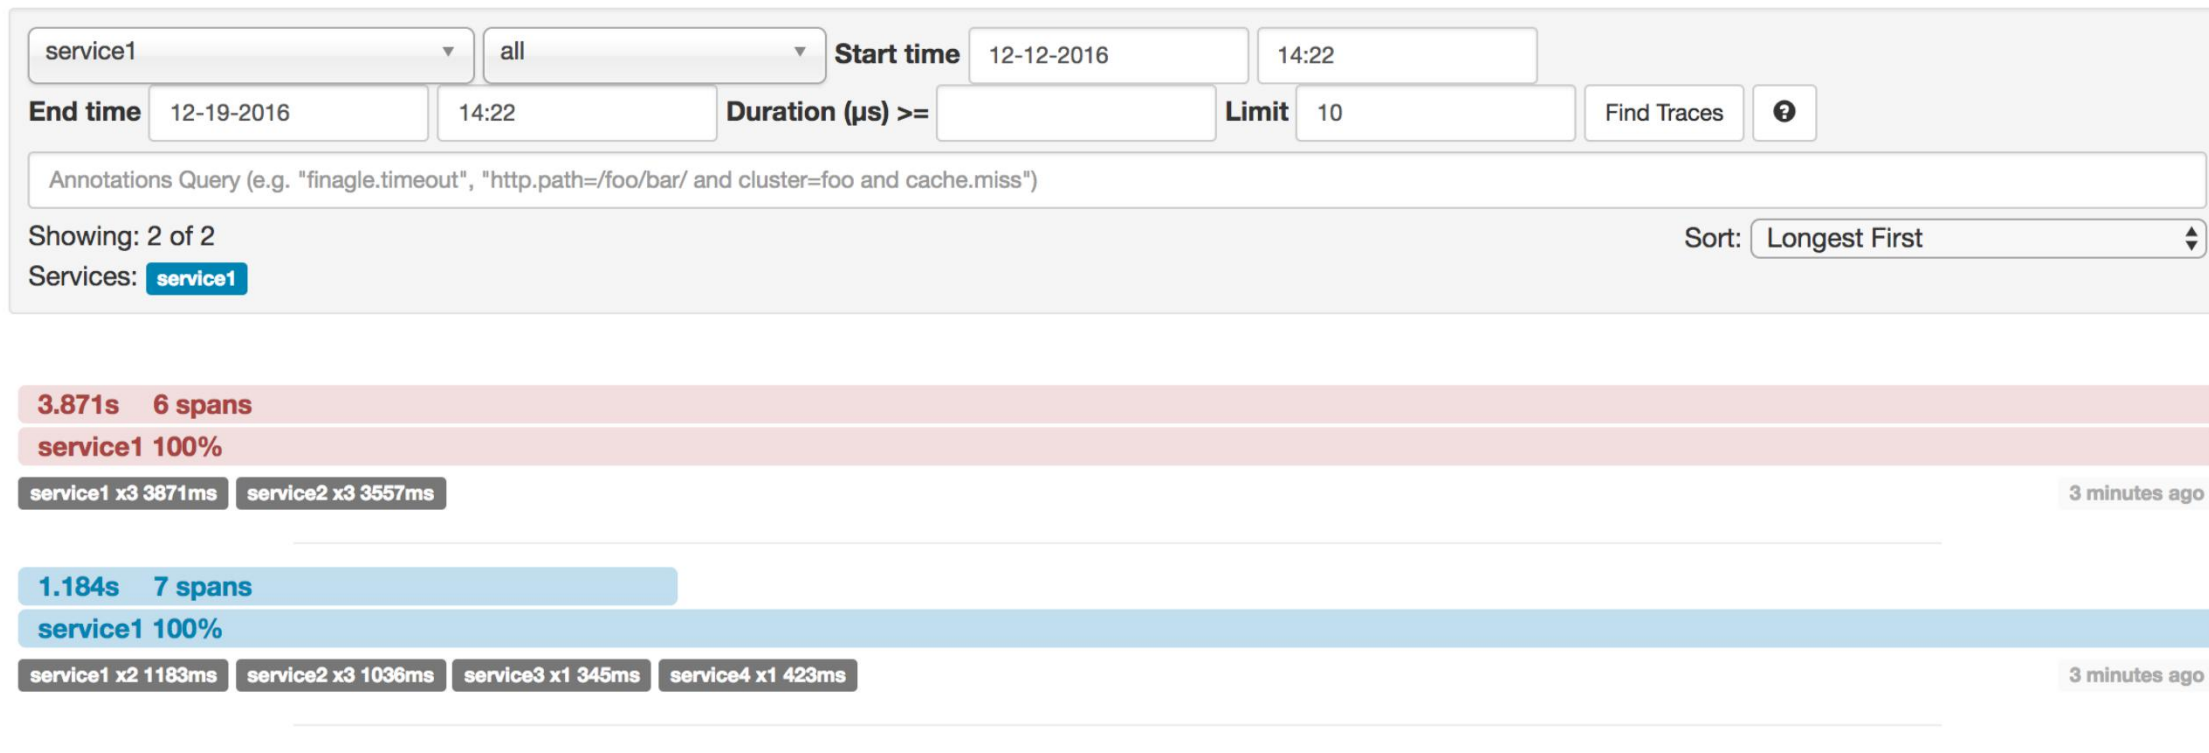 service1 all Start time 12-12-2016 14:22
End time 12-19-2016 14:22 Duration (μs) >= Limit 10 Find Traces ?
Annotations Query (e.g. "finagle.timeout", "http.path=/foo/bar/ and cluster=foo and cache.miss")
Showing: 2 of 2 Sort: Longest First
Services: service1
3.871s 6 spans
service1 100%
service1 x3 3871ms service2 x3 3557ms 3 minutes ago
1.184s 7 spans
service1 100%
service1 x2 1183ms service2 x3 1036ms service3 x1 345ms service4 x1 423ms 3 minutes ago